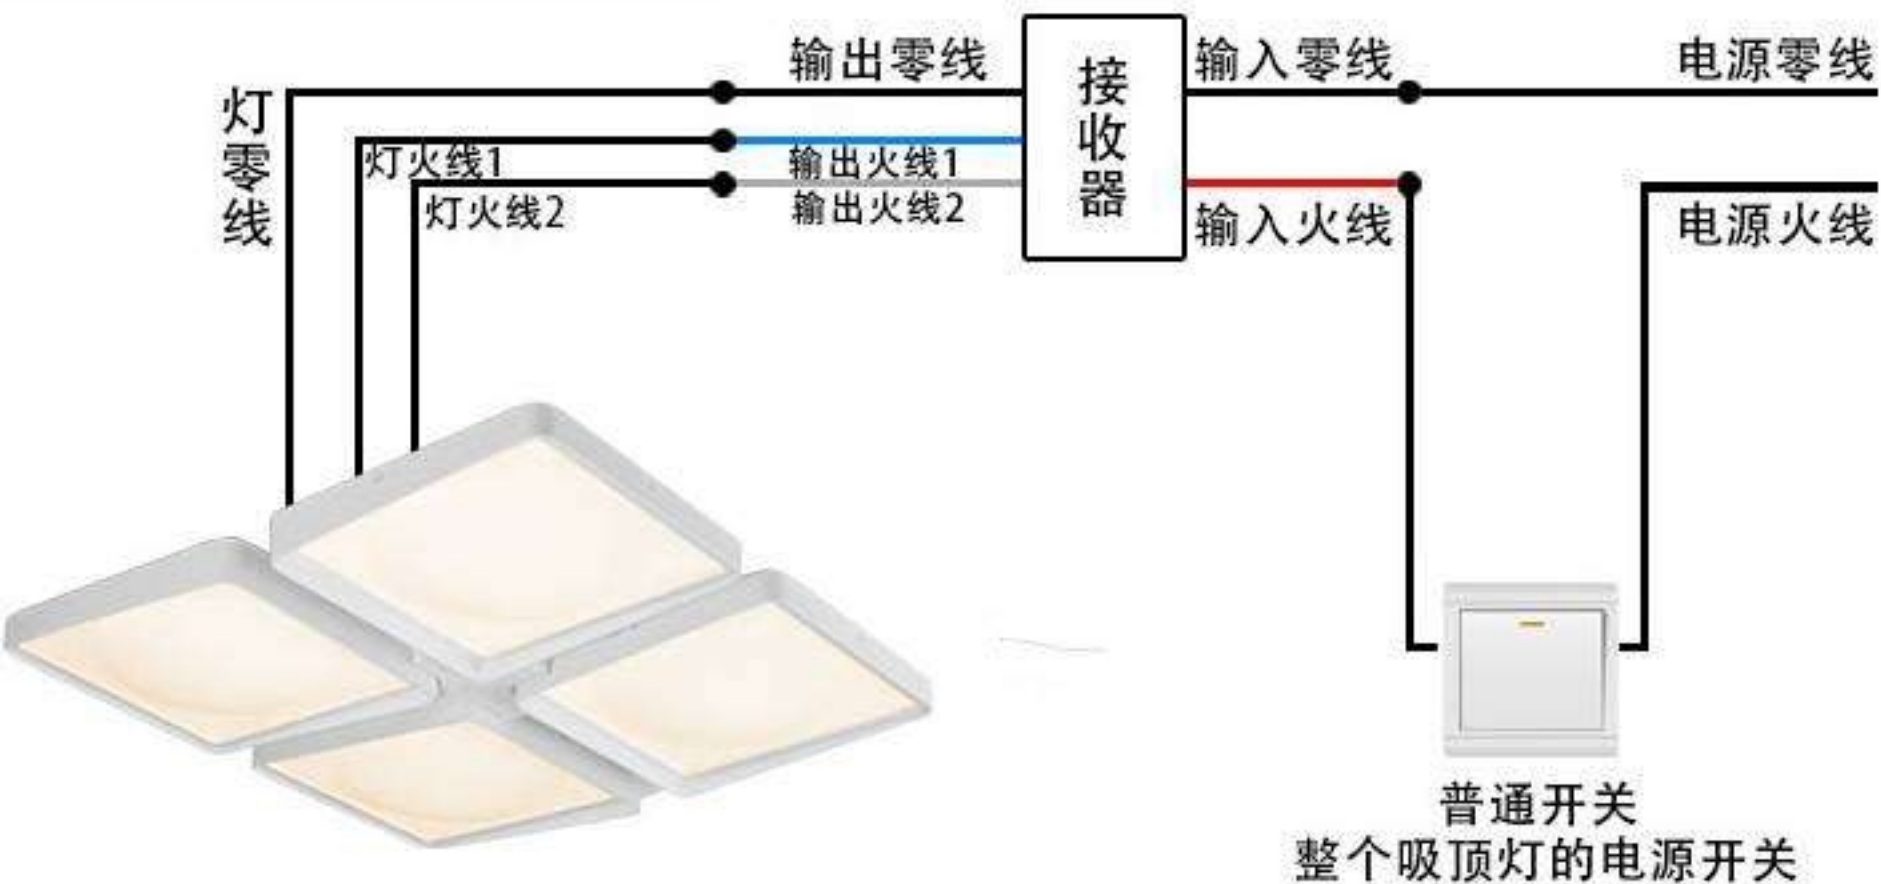 输出零线
输入零线
电源零线
灯零线
接收器
灯火线1
输出火线1
灯火线2
输出火线2
输入火线
电源火线
普通开关
整个吸顶灯的电源开关